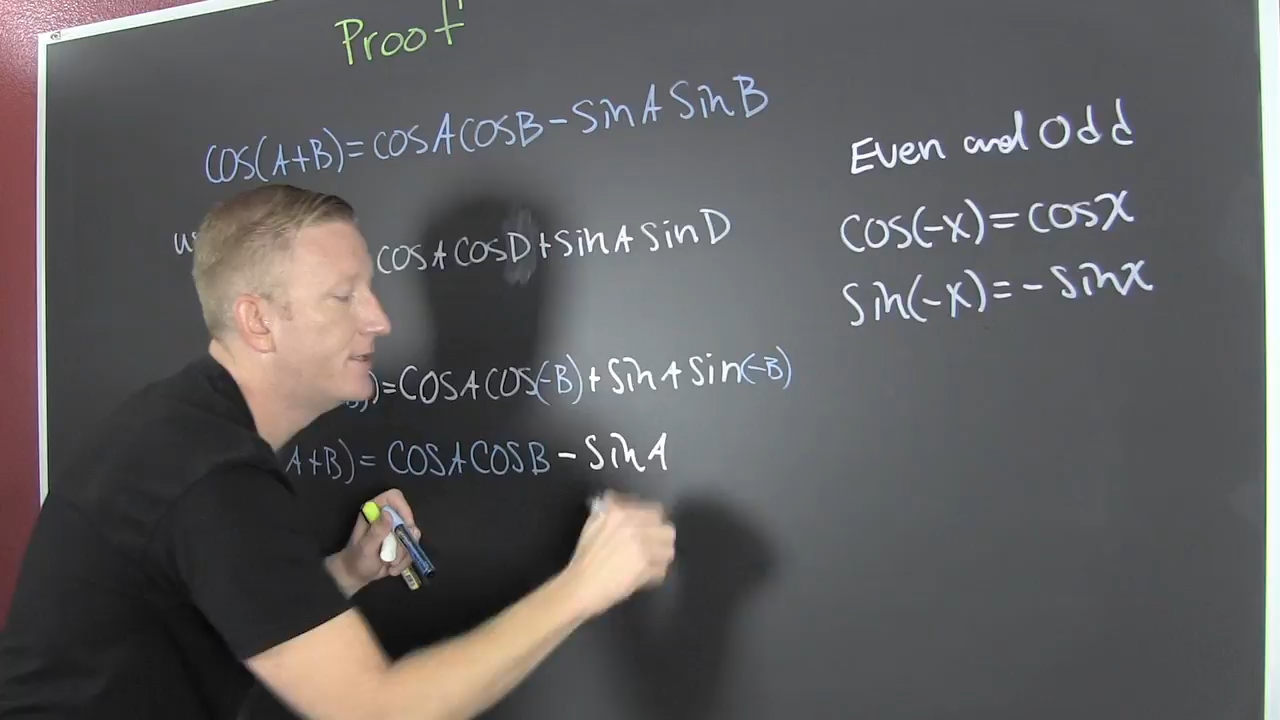 Proof
cos(A+B)=cosAcosB-sinAsinB
cosAcosD+sinAsinD
)=cosAcos(-B)+sinAsin(-B)
A+B)=cosAcosB-sinA
Even and Odd
cos(-x)=cosx
sin(-x)=-sinx